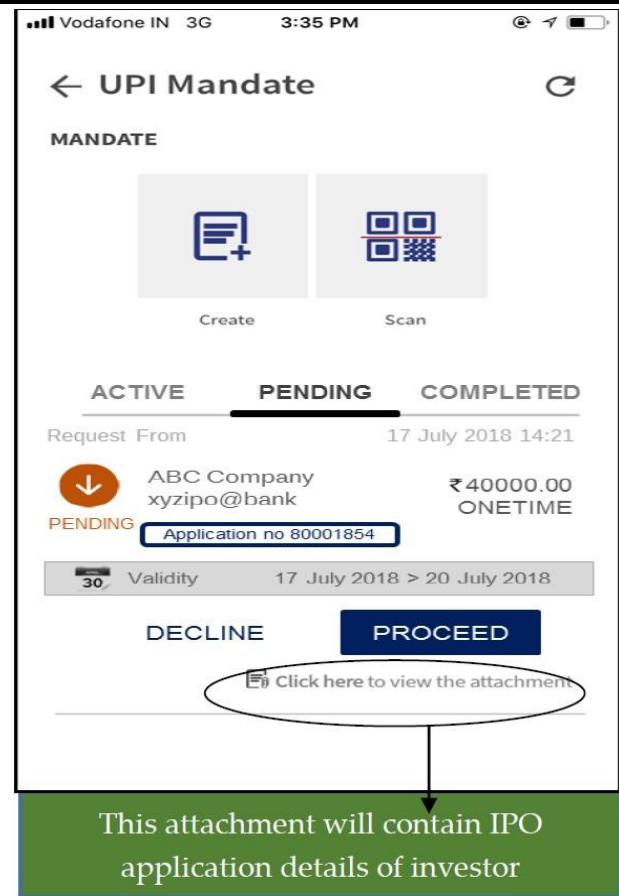 Vodafone IN 3G 3:35 PM
← UPI Mandate
MANDATE
Create Scan
ACTIVE PENDING COMPLETED
Request From 17 July 2018 14:21
ABC Company ₹40000.00
xyzipo@bank ONETIME
PENDING
Application no 80001854
30 Validity 17 July 2018 > 20 July 2018
DECLINE PROCEED
Click here to view the attachment
This attachment will contain IPO
application details of investor